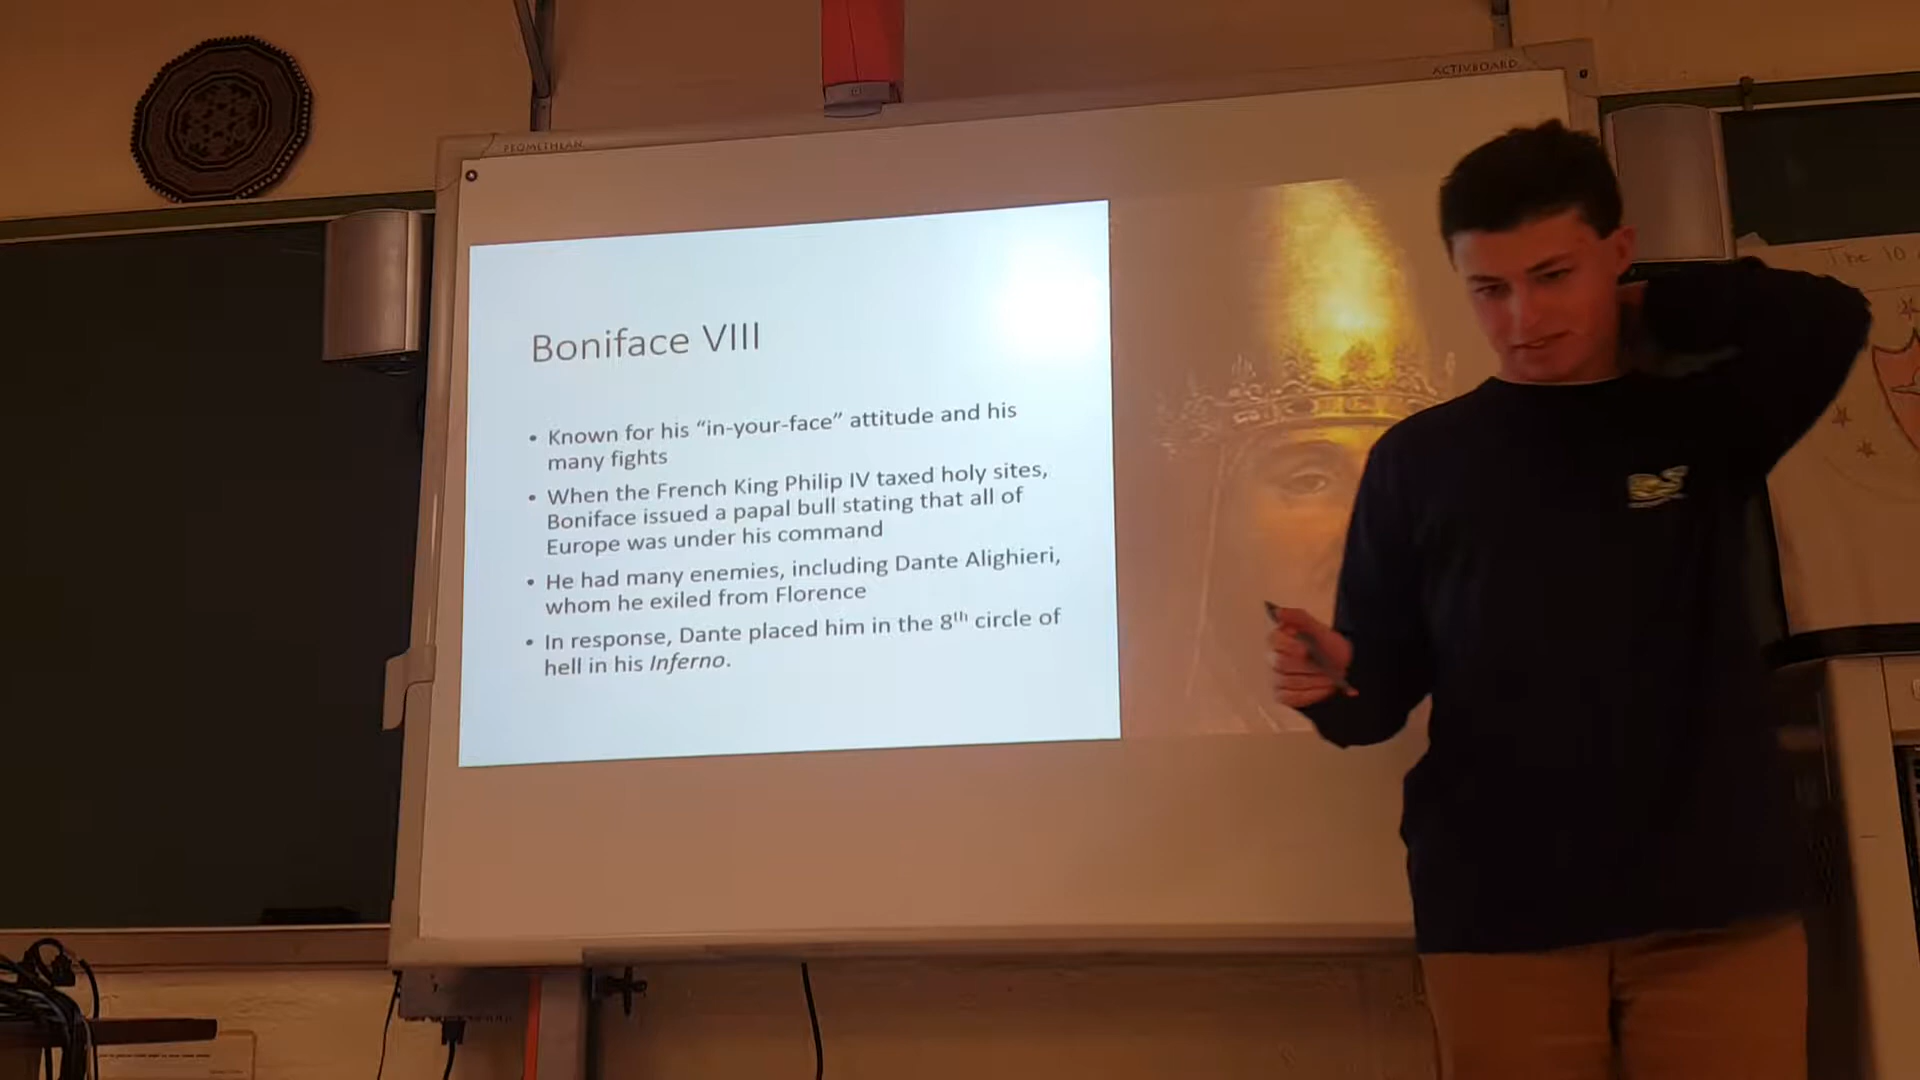 PROMETHEAN
ACTIVBOARD
Boniface VIII
• Known for his “in-your-face” attitude and his
many fights
• When the French King Philip IV taxed holy sites,
Boniface issued a papal bull stating that all of
Europe was under his command
• He had many enemies, including Dante Alighieri,
whom he exiled from Florence
• In response, Dante placed him in the 8th circle of
hell in his Inferno.